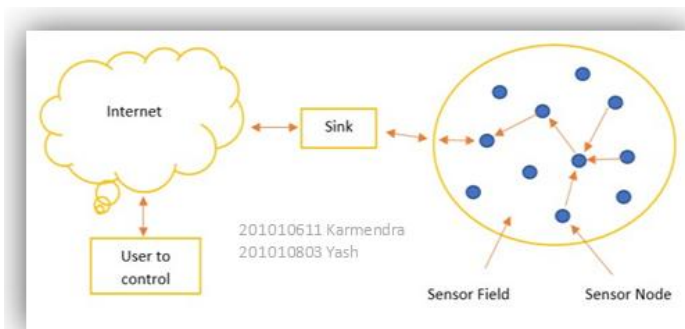 Internet
Sink
201010611 Karmendra
201010803 Yash
User to
control
Sensor Field
Sensor Node